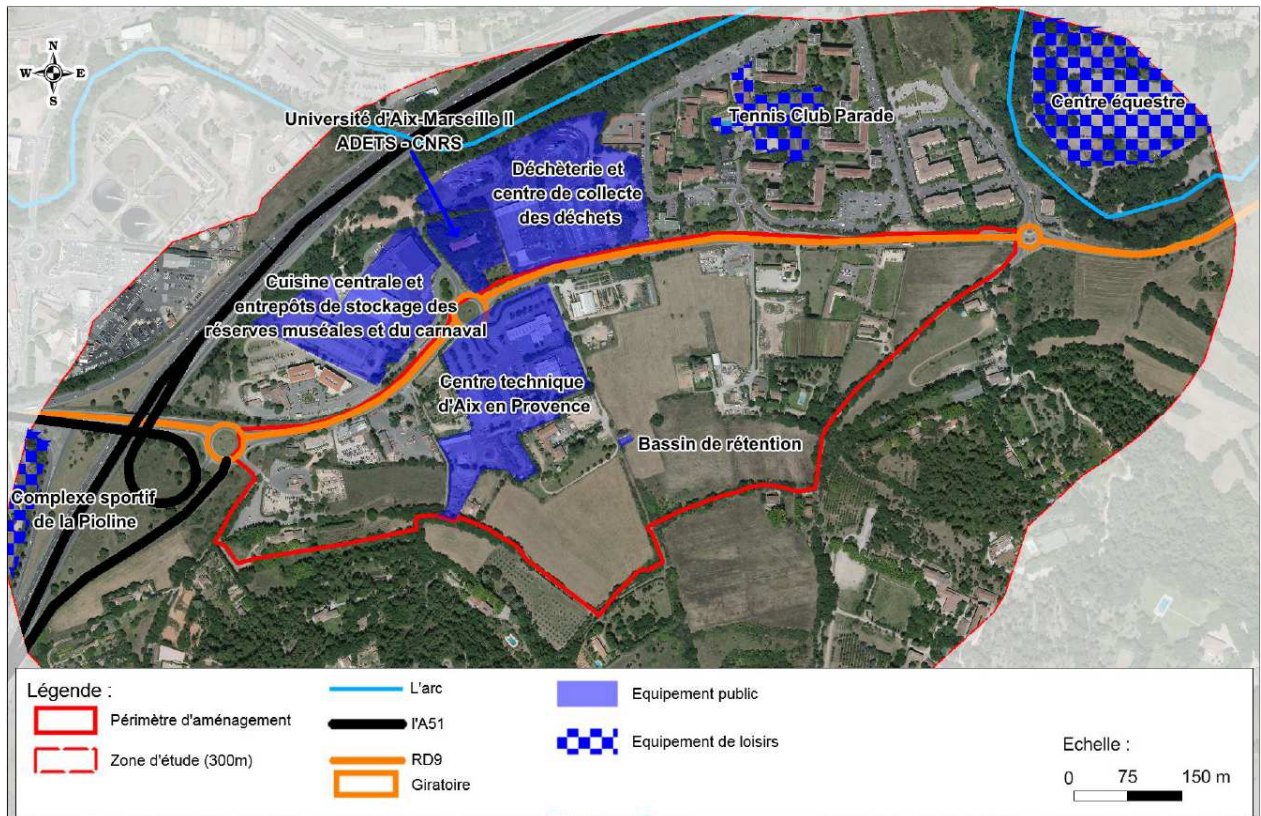 N
W E
S
Université d'Aix-Marseille II
ADETS - CNRS
Déchèterie et
centre de collecte
des déchets
Tennis Club Parade
Centre équestre
Cuisine centrale et
entrepôts de stockage des
réserves muséales et du carnaval
Centre technique
d'Aix en Provence
Bassin de rétention
Complexe sportif
de la Pioline
Légende :
Périmètre d'aménagement
Zone d'étude (300m)
L'arc
l'A51
RD9
Giratoire
Equipement public
Equipement de loisirs
Echelle :
0 75 150 m